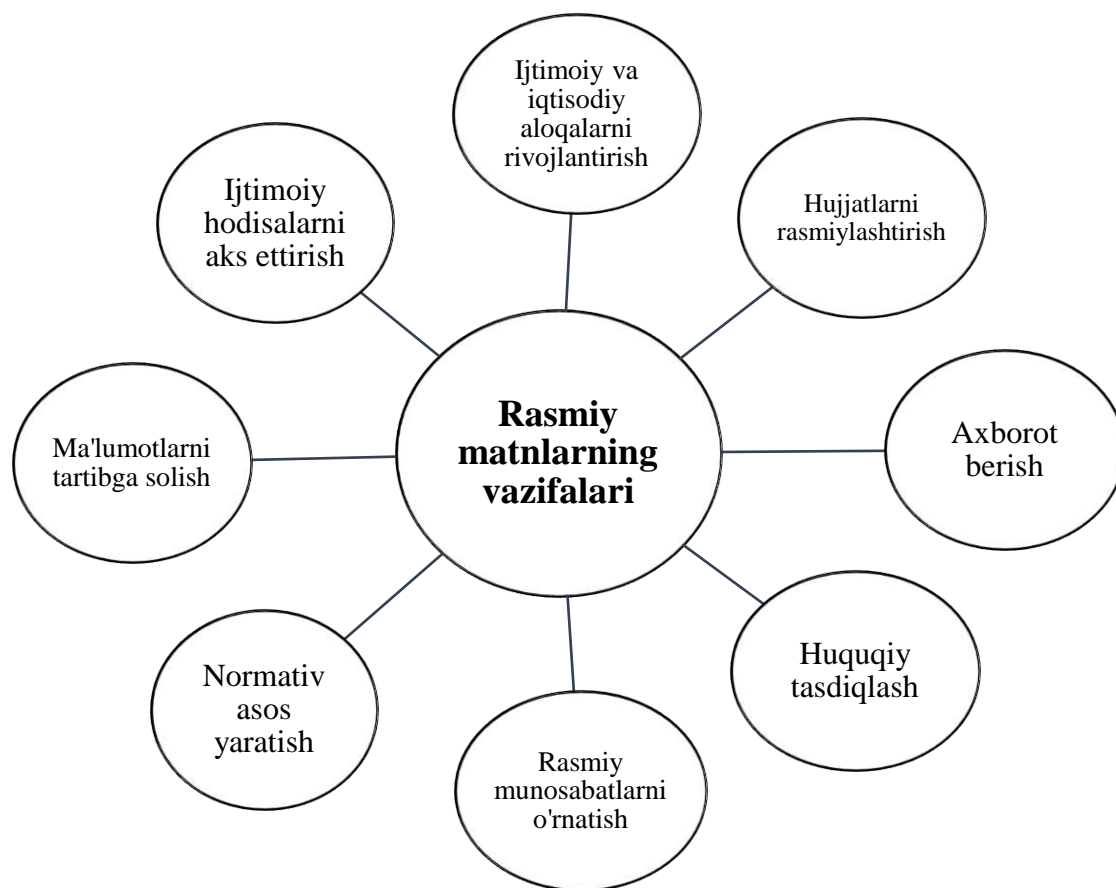 Ijtimoiy va
iqtisodiy
aloqalarni
rivojlantirish
Hujjatlarni
rasmiylashtirish
Axborot
berish
Huquqiy
tasdiqlash
Rasmiy
munosabatlarni
o'rnatish
Normativ
asos
yaratish
Ma'lumotlarni
tartibga solish
Ijtimoiy
hodisalarni
aks ettirish
Rasmiy
matnlarning
vazifalari